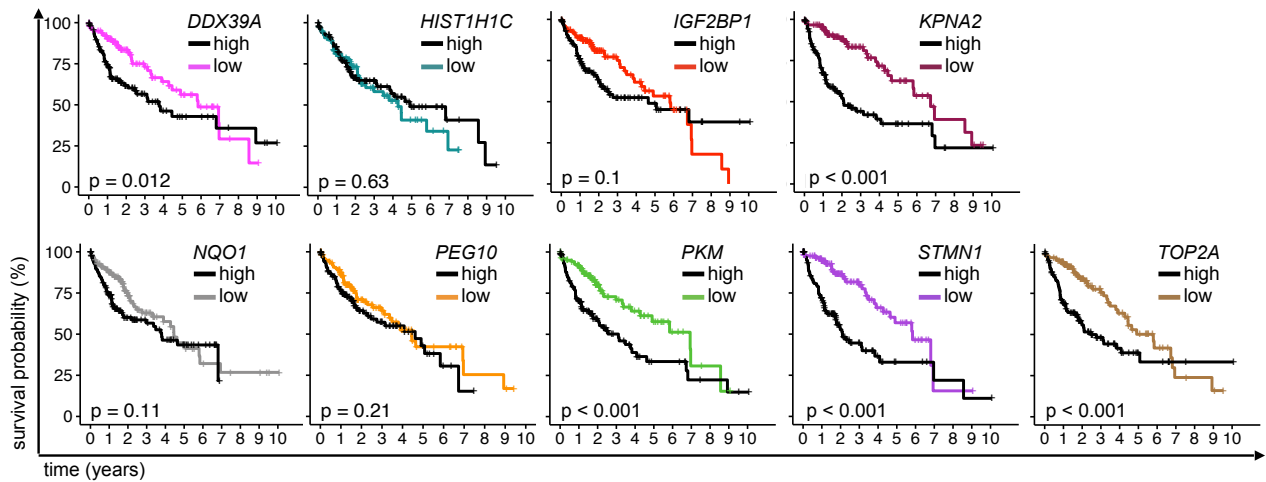 survival probability (%)
DDX39A
high
low
100
75
50
25
0
p = 0.012
0 1 2 3 4 5 6 7 8 9 10
HIST1H1C
high
low
p = 0.63
0 1 2 3 4 5 6 7 8 9 10
IGF2BP1
high
low
p = 0.1
0 1 2 3 4 5 6 7 8 9 10
KPNA2
high
low
p < 0.001
0 1 2 3 4 5 6 7 8 9 10
NQO1
high
low
100
75
50
25
0
p = 0.11
0 1 2 3 4 5 6 7 8 9 10
PEG10
high
low
p = 0.21
0 1 2 3 4 5 6 7 8 9 10
PKM
high
low
p < 0.001
0 1 2 3 4 5 6 7 8 9 10
STMN1
high
low
p < 0.001
0 1 2 3 4 5 6 7 8 9 10
TOP2A
high
low
p < 0.001
0 1 2 3 4 5 6 7 8 9 10
time (years)